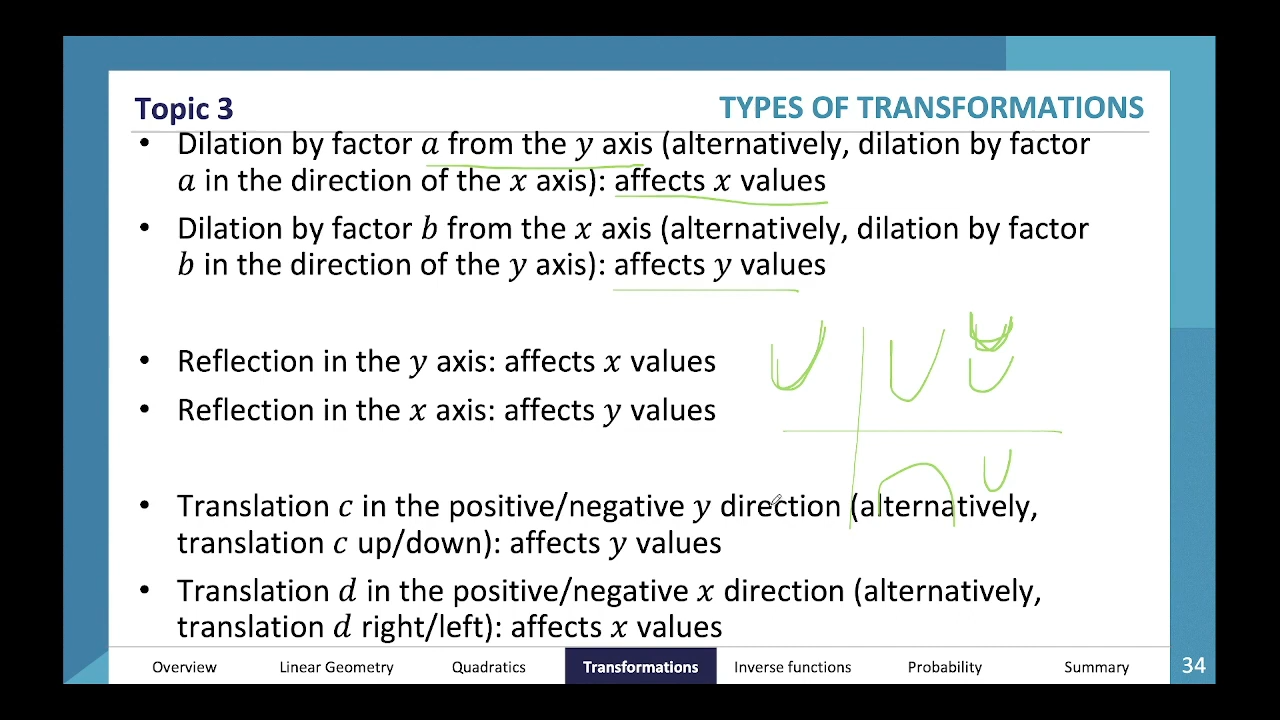 Topic 3
TYPES OF TRANSFORMATIONS
• Dilation by factor a from the y axis (alternatively, dilation by factor
a in the direction of the x axis): affects x values
• Dilation by factor b from the x axis (alternatively, dilation by factor
b in the direction of the y axis): affects y values
• Reflection in the y axis: affects x values
• Reflection in the x axis: affects y values
• Translation c in the positive/negative y direction (alternatively,
translation c up/down): affects y values
• Translation d in the positive/negative x direction (alternatively,
translation d right/left): affects x values
Overview Linear Geometry Quadratics Transformations Inverse functions Probability Summary 34